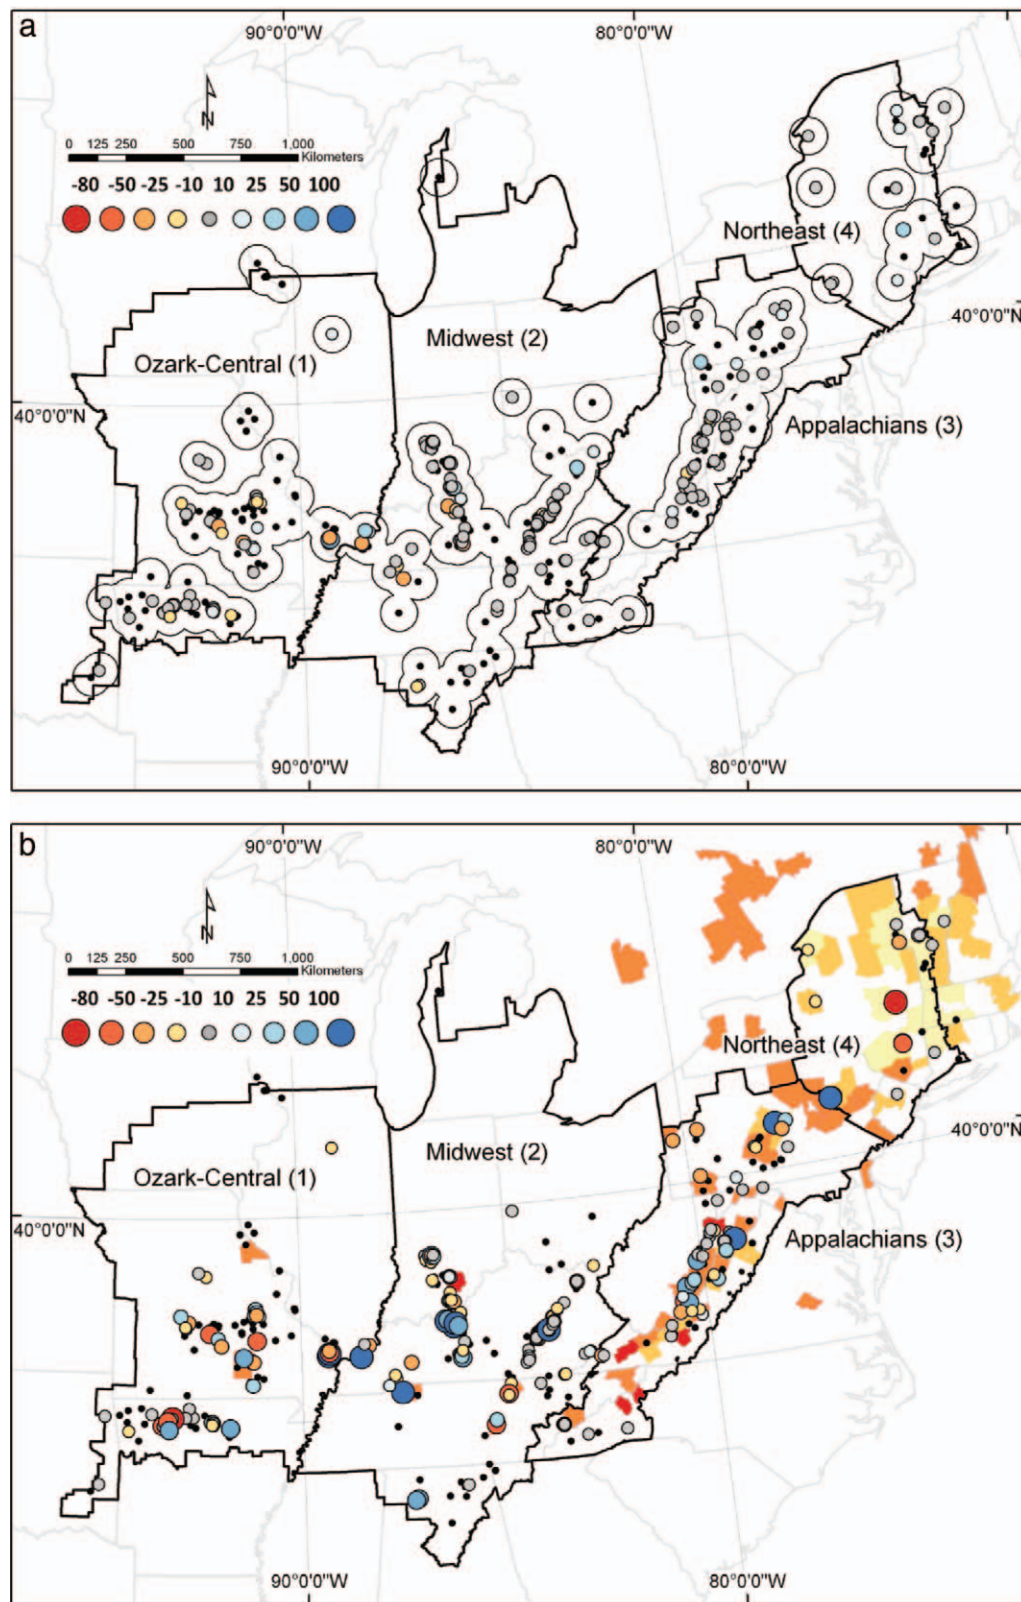 a
90°0'0"W
80°0'0"W
N
0 125 250 500 750 1,000
Kilometers
-80 -50 -25 -10 10 25 50 100
Northeast (4)
Midwest (2)
Ozark-Central (1)
40°0'0"N
40°0'0"N
Appalachians (3)
90°0'0"W
80°0'0"W
b
90°0'0"W
80°0'0"W
N
0 125 250 500 750 1,000
Kilometers
-80 -50 -25 -10 10 25 50 100
Northeast (4)
Midwest (2)
Ozark-Central (1)
40°0'0"N
40°0'0"N
Appalachians (3)
90°0'0"W
80°0'0"W